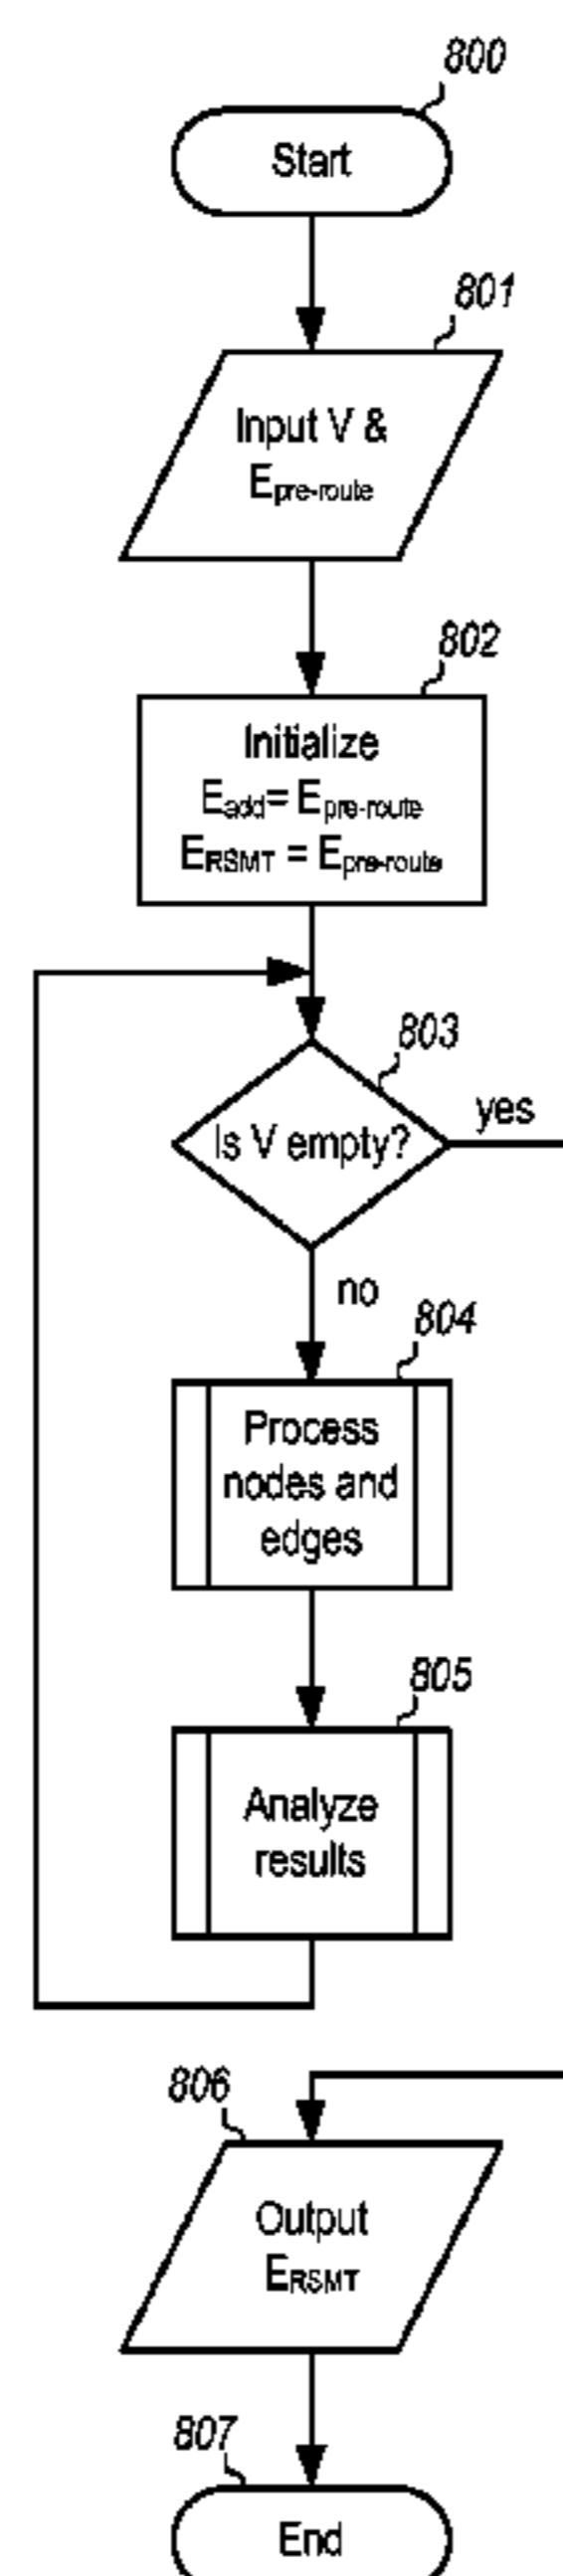 800
Start
801
Input V &
Epre-route
802
Initialize
Eadd= Epre-route
ERSMT = Epre-route
803
Is V empty?
yes
no
804
Process
nodes and
edges
805
Analyze
results
806
Output
ERSMT
807
End